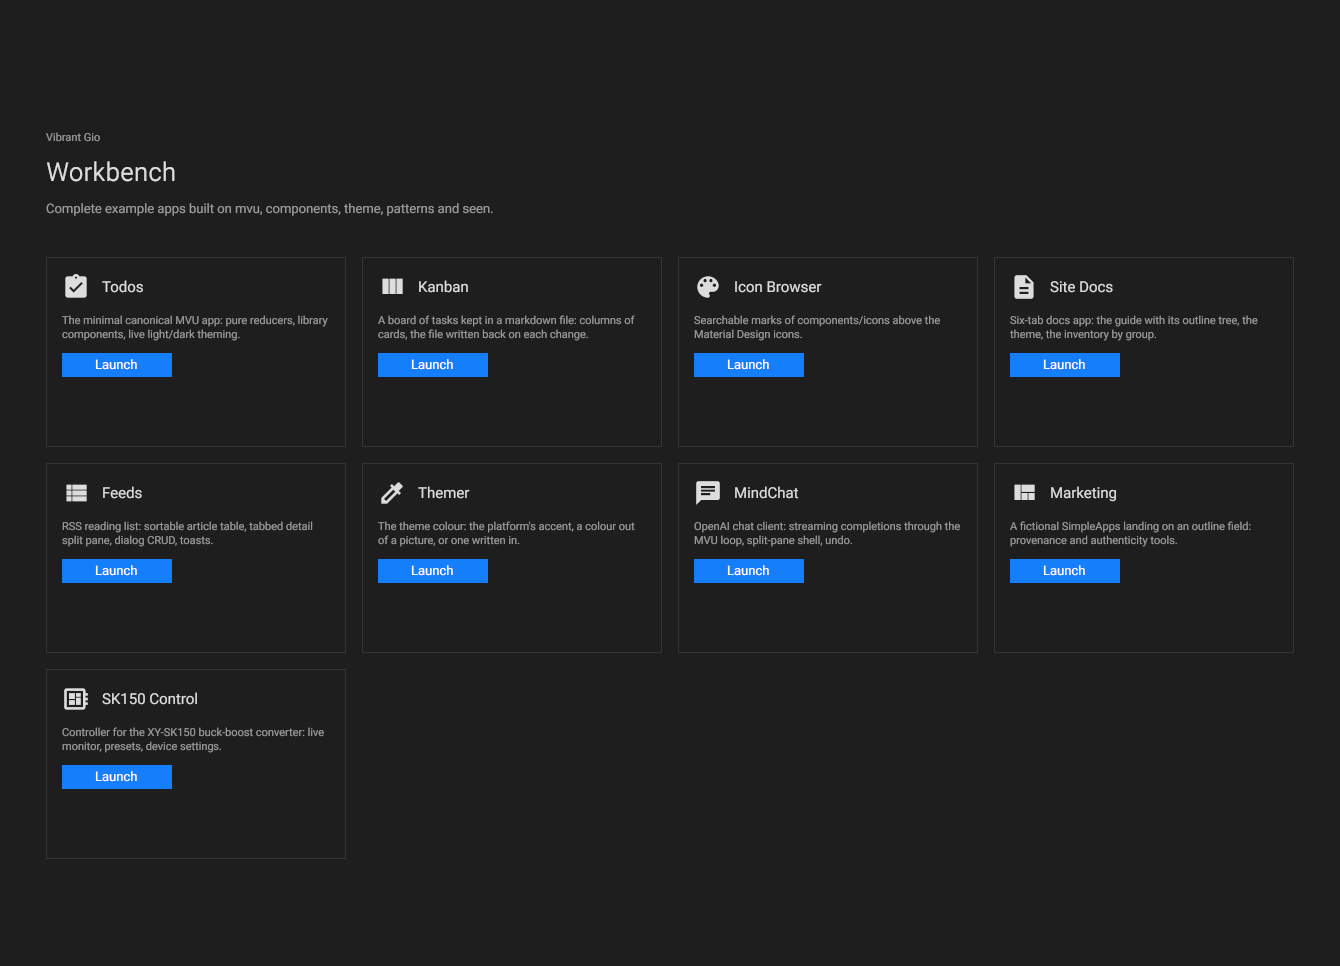 Vibrant Gio
Workbench
Complete example apps built on mvu, components, theme, patterns and seen.
Todos
The minimal canonical MVU app: pure reducers, library
components, live light/dark theming.
Launch
Kanban
A board of tasks kept in a markdown file: columns of
cards, the file written back on each change.
Launch
Icon Browser
Searchable marks of components/icons above the
Material Design icons.
Launch
Site Docs
Six-tab docs app: the guide with its outline tree, the
theme, the inventory by group.
Launch
Feeds
RSS reading list: sortable article table, tabbed detail
split pane, dialog CRUD, toasts.
Launch
Themer
The theme colour: the platform's accent, a colour out
of a picture, or one written in.
Launch
MindChat
OpenAI chat client: streaming completions through the
MVU loop, split-pane shell, undo.
Launch
Marketing
A fictional SimpleApps landing on an outline field:
provenance and authenticity tools.
Launch
SK150 Control
Controller for the XY-SK150 buck-boost converter: live
monitor, presets, device settings.
Launch